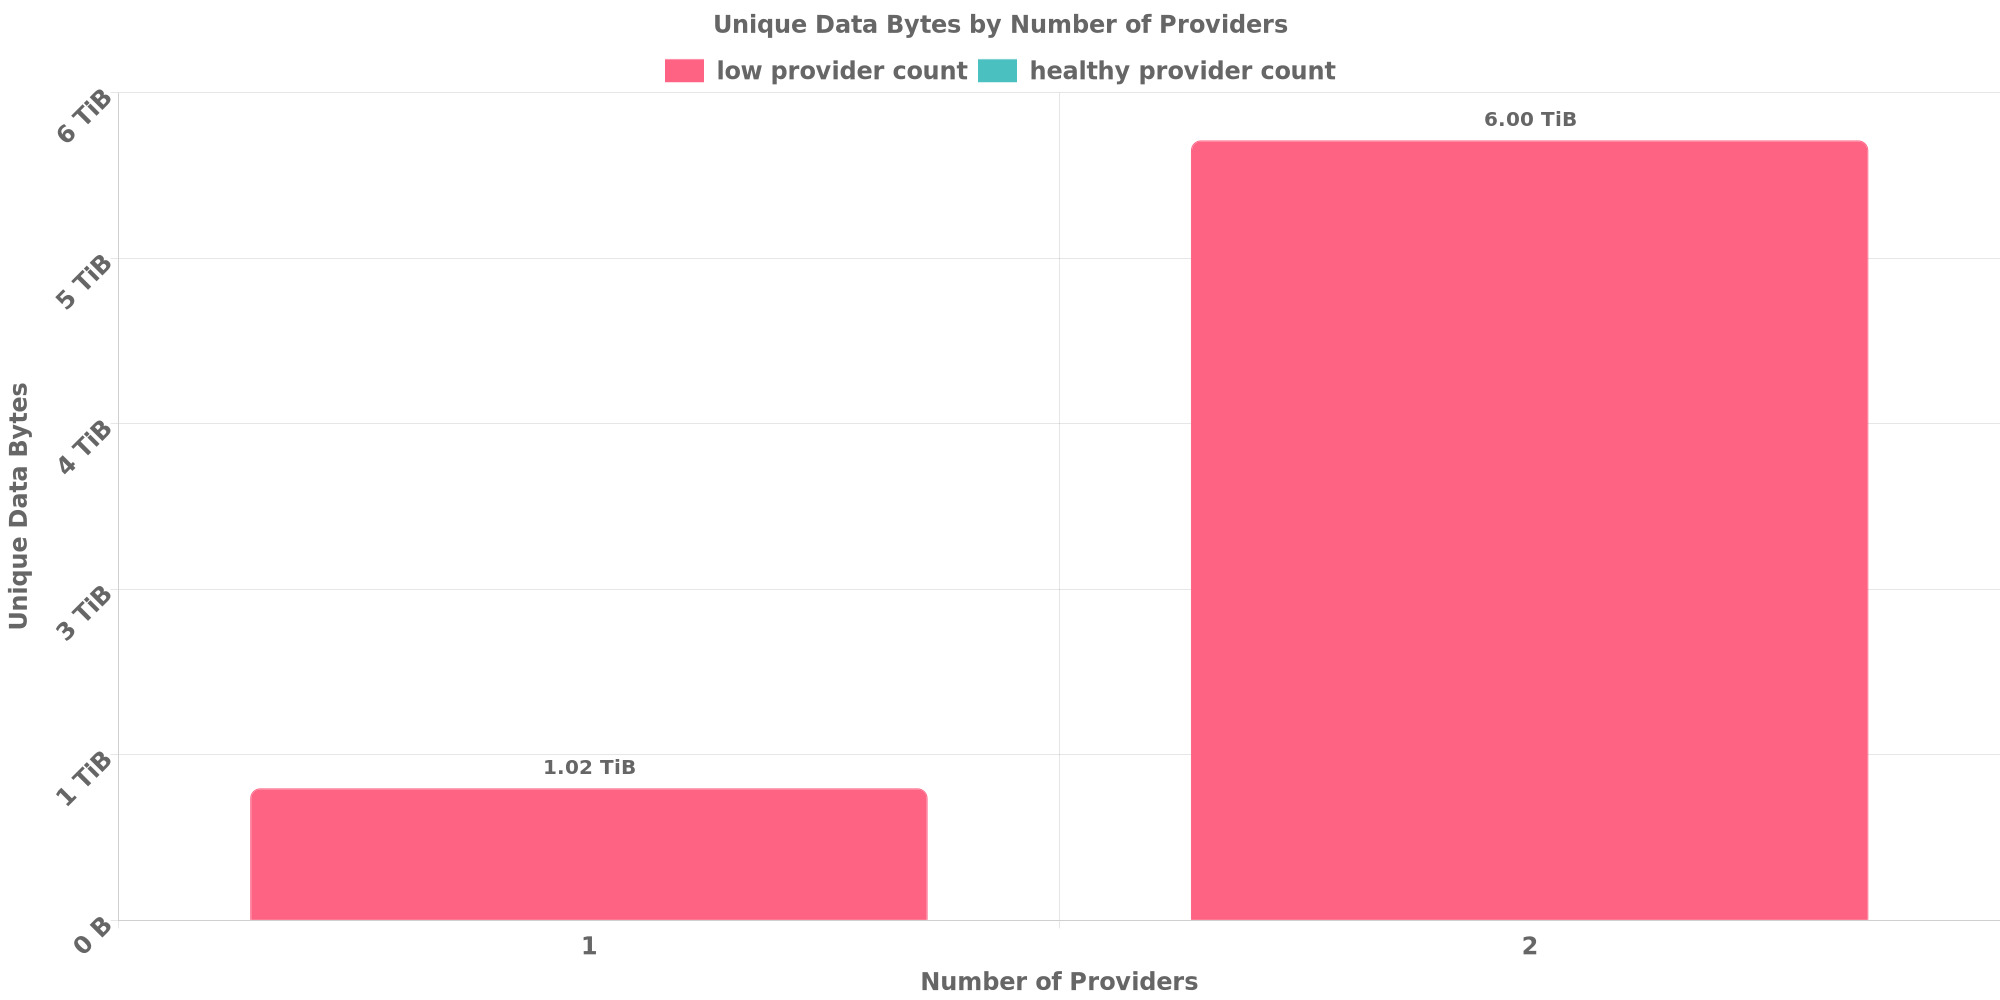 Unique Data Bytes by Number of Providers
low provider count healthy provider count
6 TiB
5 TiB
4 TiB
3 TiB
1 TiB
0 B
Unique Data Bytes
1.02 TiB
6.00 TiB
1 2
Number of Providers